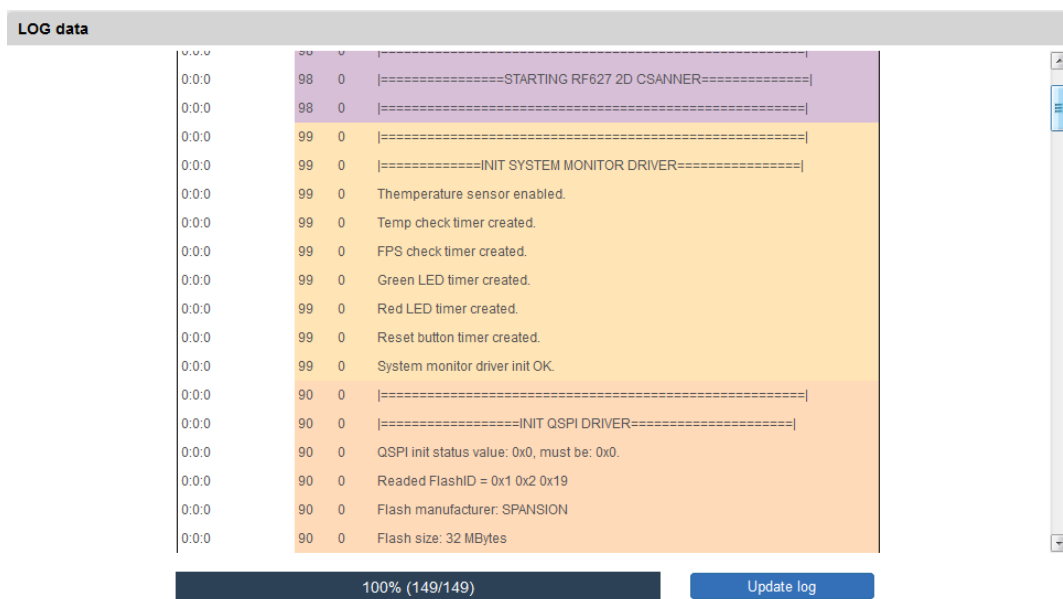 LOG data
0:0:0 98 0 |=======================================================|
0:0:0 98 0 |================STARTING RF627 2D CSANNER==============|
0:0:0 98 0 |=======================================================|
0:0:0 99 0 |=======================================================|
0:0:0 99 0 |=============INIT SYSTEM MONITOR DRIVER================|
0:0:0 99 0 Themperature sensor enabled.
0:0:0 99 0 Temp check timer created.
0:0:0 99 0 FPS check timer created.
0:0:0 99 0 Green LED timer created.
0:0:0 99 0 Red LED timer created.
0:0:0 99 0 Reset button timer created.
0:0:0 99 0 System monitor driver init OK.
0:0:0 90 0 |=======================================================|
0:0:0 90 0 |==================INIT QSPI DRIVER=====================|
0:0:0 90 0 QSPI init status value: 0x0, must be: 0x0.
0:0:0 90 0 Readed FlashID = 0x1 0x2 0x19
0:0:0 90 0 Flash manufacturer: SPANSION
0:0:0 90 0 Flash size: 32 MBytes
100% (149/149)
Update log